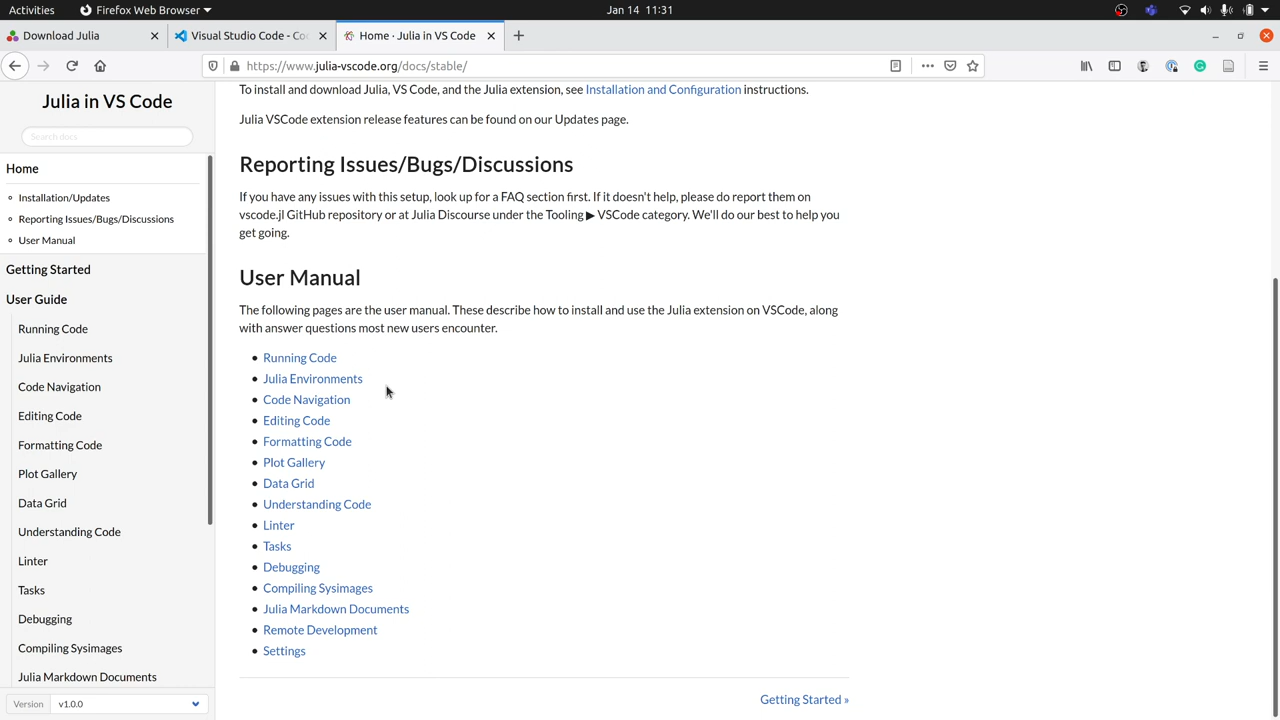 Activities
Firefox Web Browser
Jan 14 11:31
Download Julia
Visual Studio Code - Co
Home · Julia in VS Code
https://www.julia-vscode.org/docs/stable/
Julia in VS Code
Search docs
Home
Installation/Updates
Reporting Issues/Bugs/Discussions
User Manual
Getting Started
User Guide
Running Code
Julia Environments
Code Navigation
Editing Code
Formatting Code
Plot Gallery
Data Grid
Understanding Code
Linter
Tasks
Debugging
Compiling Sysimages
Julia Markdown Documents
Version v1.0.0
To install and download Julia, VS Code, and the Julia extension, see Installation and Configuration instructions.
Julia VSCode extension release features can be found on our Updates page.
Reporting Issues/Bugs/Discussions
If you have any issues with this setup, look up for a FAQ section first. If it doesn't help, please do report them on
vscode.jl GitHub repository or at Julia Discourse under the Tooling ▶ VSCode category. We'll do our best to help you
get going.
User Manual
The following pages are the user manual. These describe how to install and use the Julia extension on VSCode, along
with answer questions most new users encounter.
Running Code
Julia Environments
Code Navigation
Editing Code
Formatting Code
Plot Gallery
Data Grid
Understanding Code
Linter
Tasks
Debugging
Compiling Sysimages
Julia Markdown Documents
Remote Development
Settings
Getting Started »